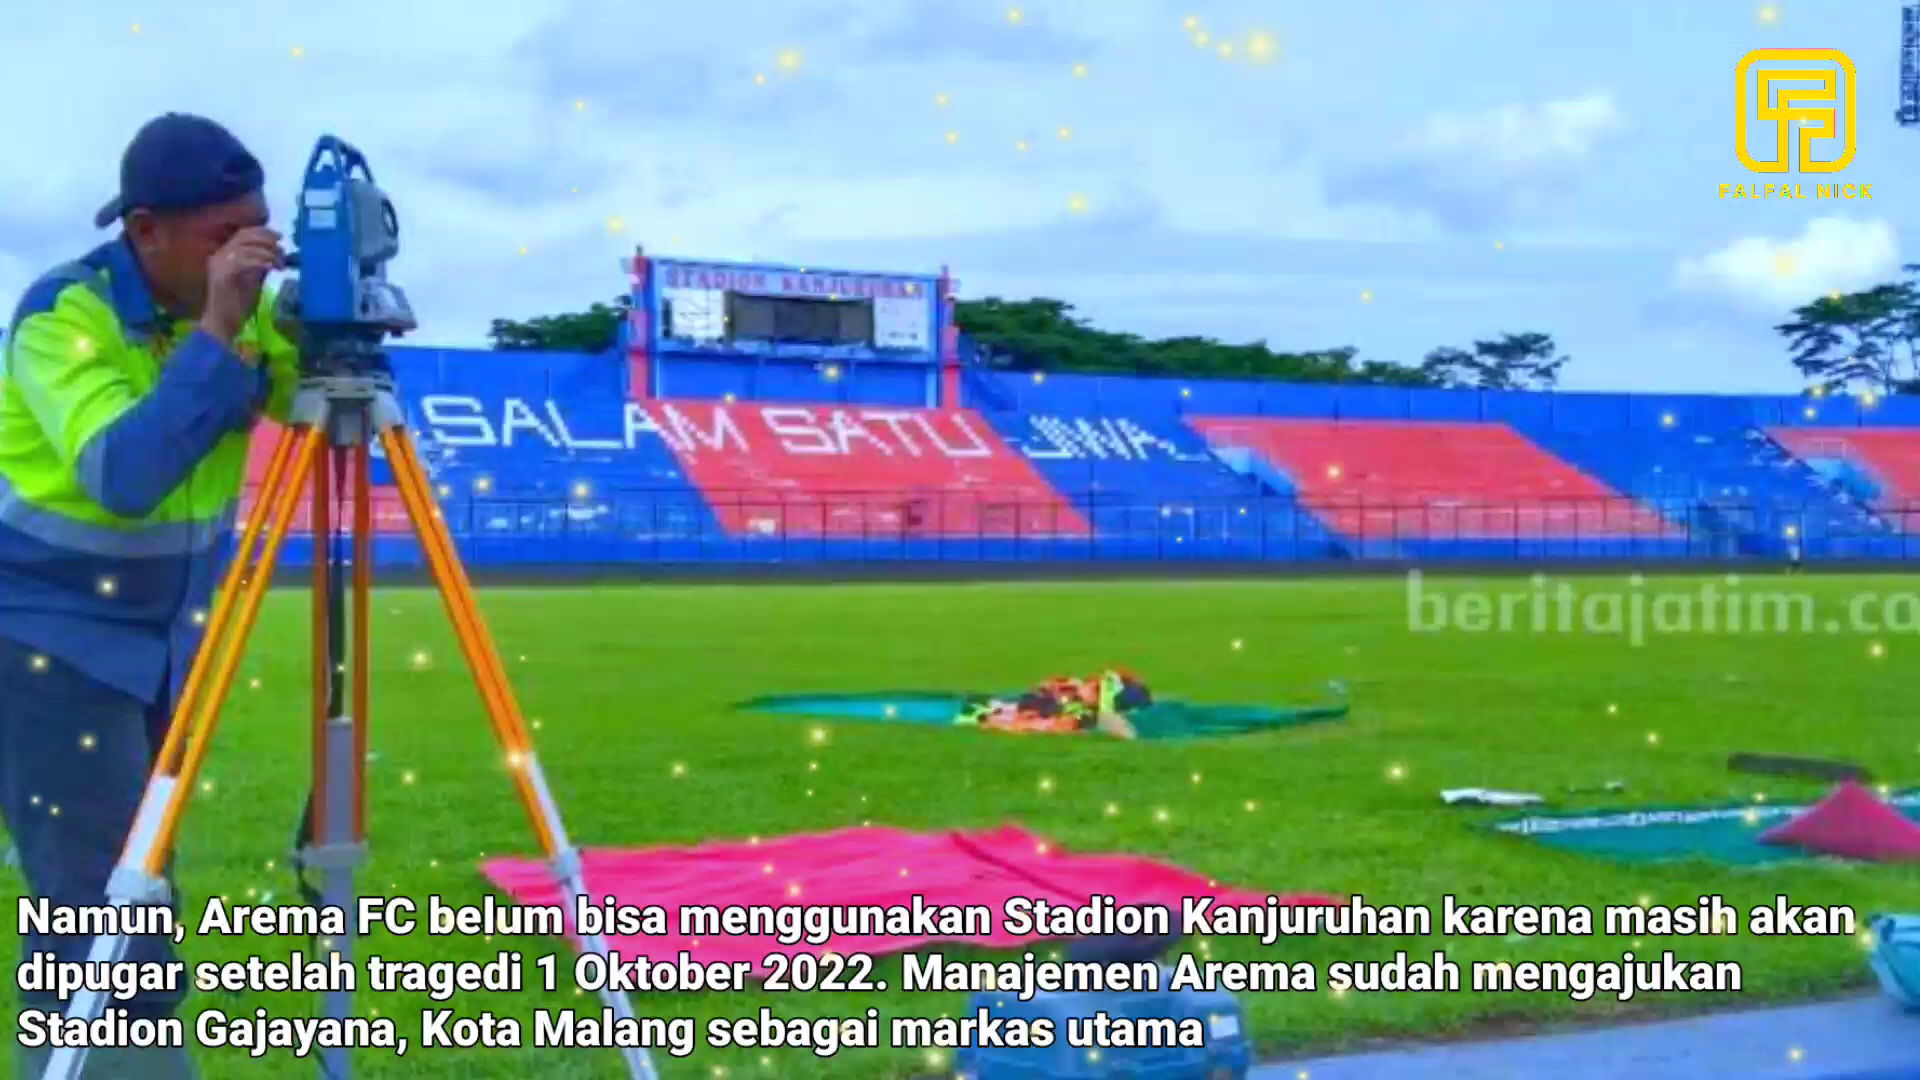 FALFAL NICK
STADION KANJURUHAN
SALAM SATU JIWA
beritajatim.co
Namun, Arema FC belum bisa menggunakan Stadion Kanjuruhan karena masih akan
dipugar setelah tragedi 1 Oktober 2022. Manajemen Arema sudah mengajukan
Stadion Gajayana, Kota Malang sebagai markas utama